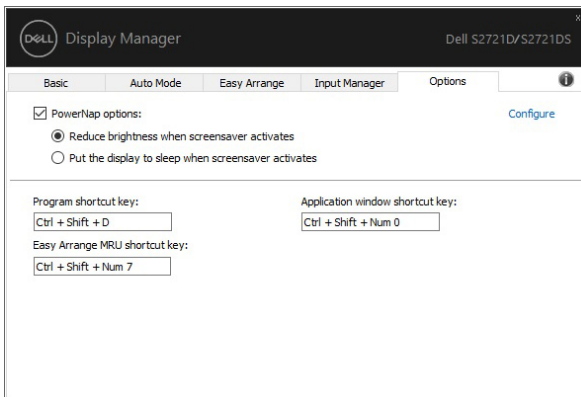 DELL Display Manager
Dell S2721D/S2721DS
Basic
Auto Mode
Easy Arrange
Input Manager
Options
PowerNap options:
Configure
Reduce brightness when screensaver activates
Put the display to sleep when screensaver activates
Program shortcut key:
Application window shortcut key:
Ctrl + Shift + D
Ctrl + Shift + Num 0
Easy Arrange MRU shortcut key:
Ctrl + Shift + Num 7